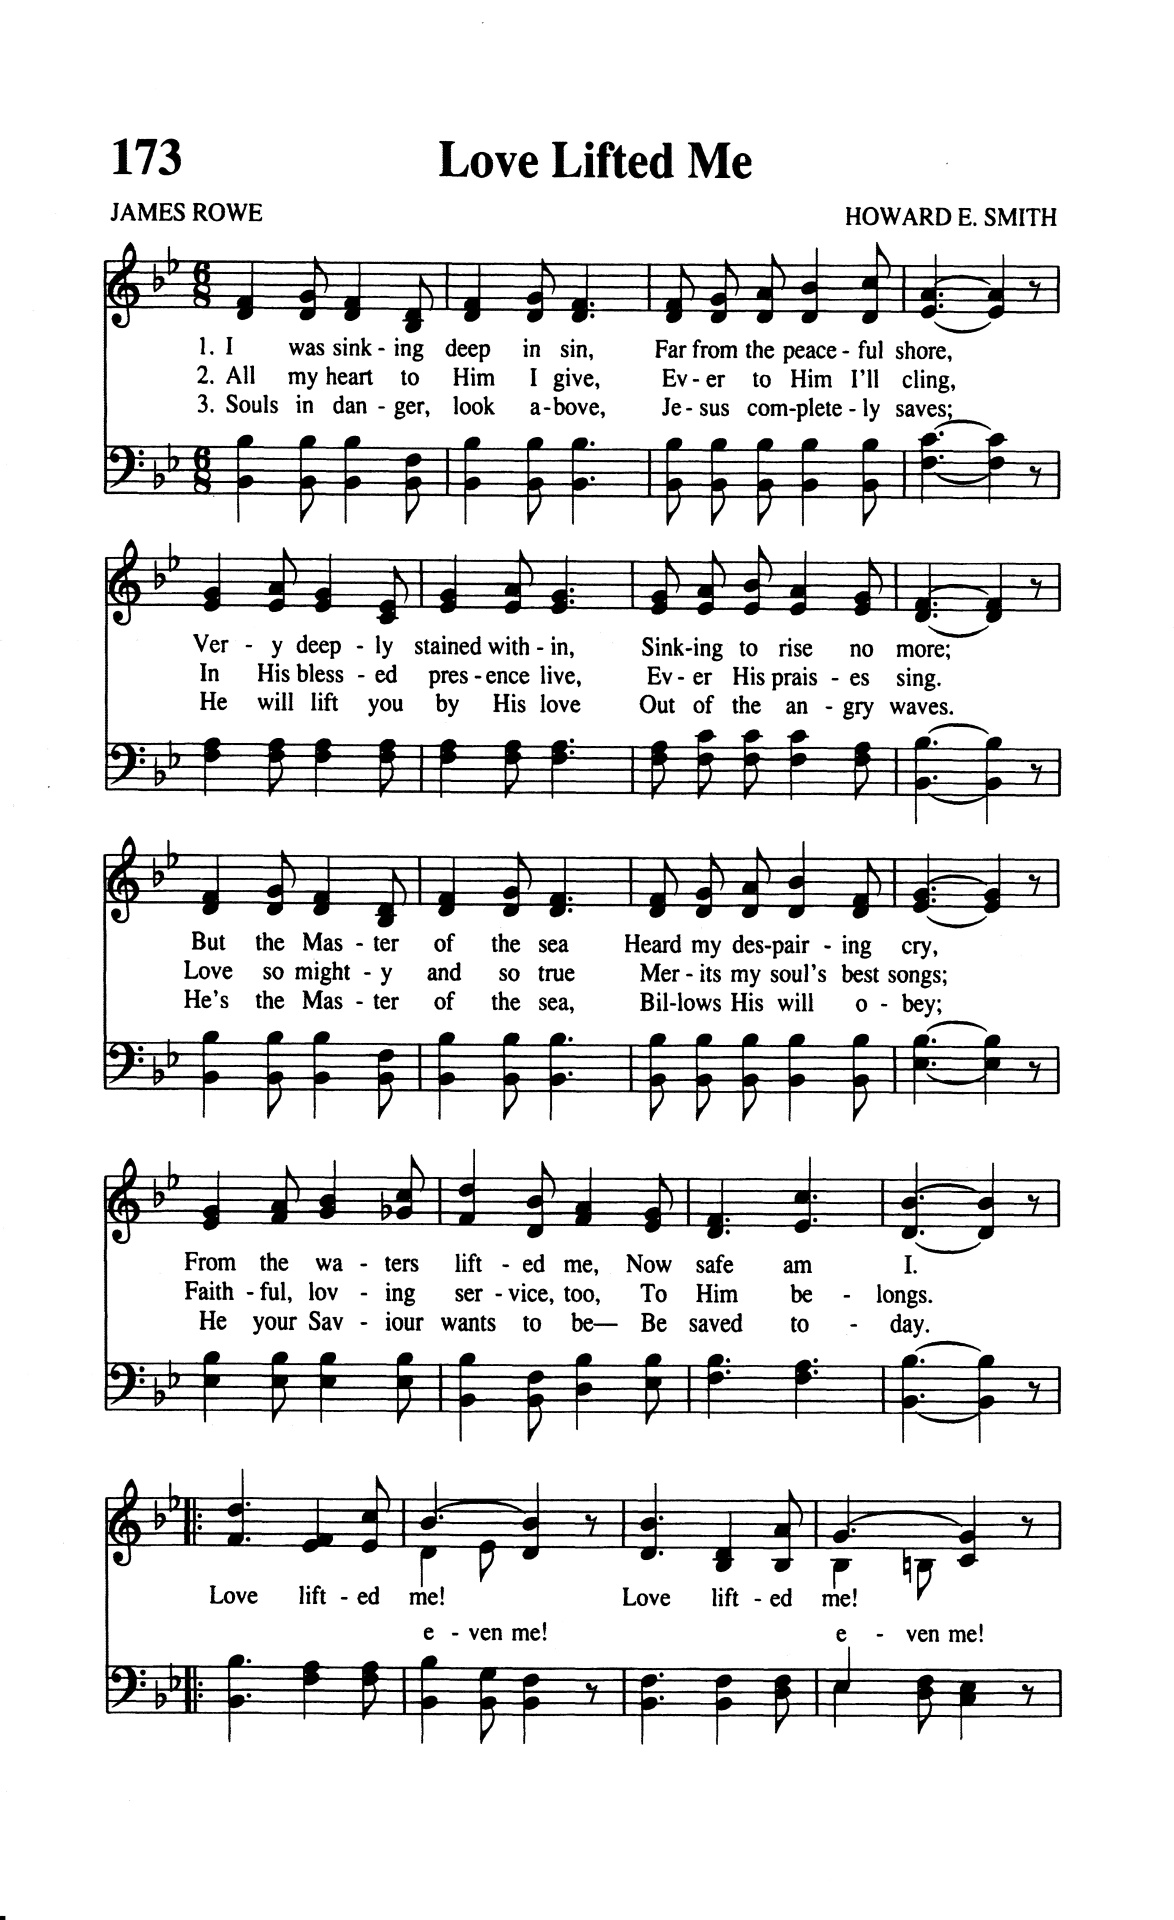 173 Love Lifted Me
JAMES ROWE HOWARD E. SMITH
6 8
1. I was sink - ing deep in sin, Far from the peace - ful shore,
2. All my heart to Him I give, Ev - er to Him I'll cling,
3. Souls in dan - ger, look a - bove, Je - sus com-plete - ly saves;
6 8
Ver - y deep - ly stained with - in, Sink-ing to rise no more;
In His bless - ed pres - ence live, Ev - er His prais - es sing.
He will lift you by His love Out of the an - gry waves.
But the Mas - ter of the sea Heard my des-pair - ing cry,
Love so might - y and so true Mer - its my soul's best songs;
He's the Mas - ter of the sea, Bil-lows His will o - bey;
From the wa - ters lift - ed me, Now safe am I.
Faith - ful, lov - ing ser - vice, too, To Him be - longs.
He your Sav - iour wants to be— Be saved to - day.
Love lift - ed me! Love lift - ed me!
e - ven me! e - ven me!